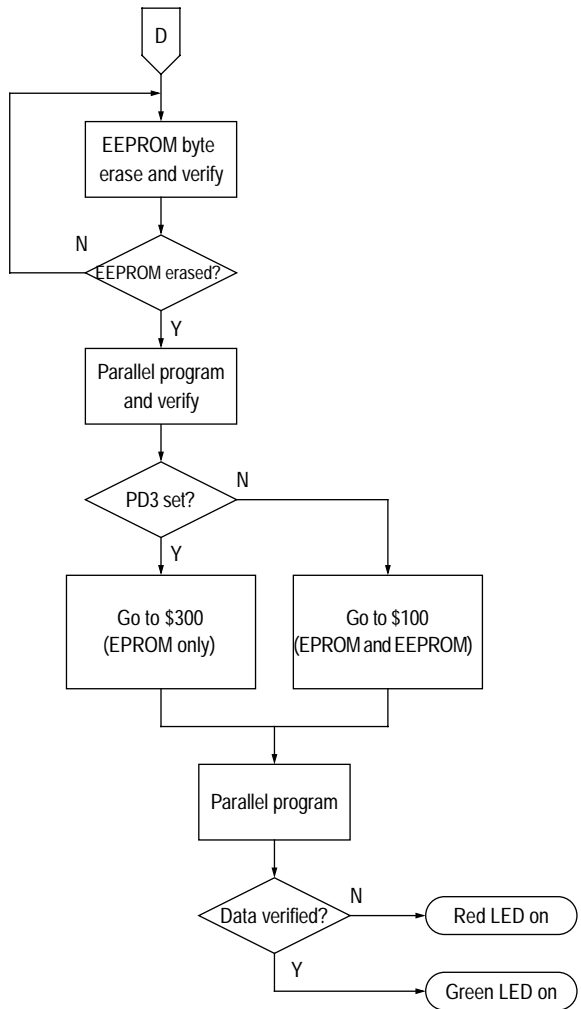 D
EEPROM byte
erase and verify
N
EEPROM erased?
Y
Parallel program
and verify
N
PD3 set?
Y
Go to $300
(EPROM only)
Go to $100
(EPROM and EEPROM)
Parallel program
N
Data verified?
Red LED on
Y
Green LED on